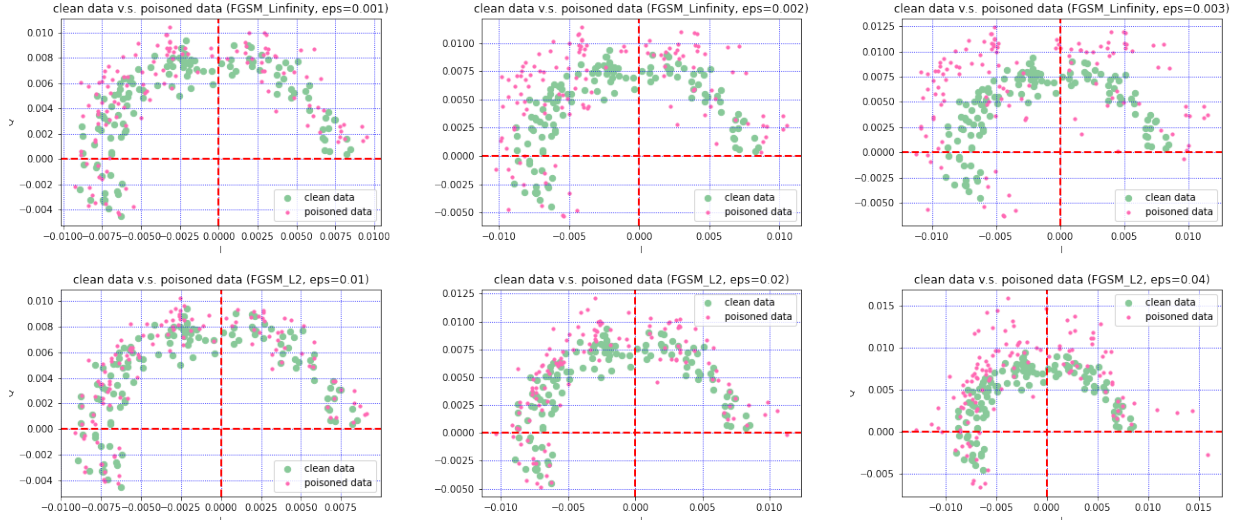 clean data v.s. poisoned data (FGSM_Linfinity, eps=0.001)
0.010
0.008
0.006
0.004
0.002
0.000
−0.002
−0.004
clean data
poisoned data
−0.0100 −0.0075 −0.0050 −0.0025 0.0000 0.0025 0.0050 0.0075 0.0100
clean data v.s. poisoned data (FGSM_Linfinity, eps=0.002)
0.0100
0.0075
0.0050
0.0025
0.0000
−0.0025
−0.0050
clean data
poisoned data
−0.010 −0.005 0.000 0.005 0.010
clean data v.s. poisoned data (FGSM_Linfinity, eps=0.003)
0.0125
0.0100
0.0075
0.0050
0.0025
0.0000
−0.0025
−0.0050
clean data
poisoned data
−0.010 −0.005 0.000 0.005 0.010
clean data v.s. poisoned data (FGSM_L2, eps=0.01)
0.010
0.008
0.006
0.004
0.002
0.000
−0.002
−0.004
clean data
poisoned data
−0.0100 −0.0075 −0.0050 −0.0025 0.0000 0.0025 0.0050 0.0075
clean data v.s. poisoned data (FGSM_L2, eps=0.02)
0.0125
0.0100
0.0075
0.0050
0.0025
0.0000
−0.0025
−0.0050
clean data
poisoned data
−0.010 −0.005 0.000 0.005 0.010
clean data v.s. poisoned data (FGSM_L2, eps=0.04)
0.015
0.010
0.005
0.000
−0.005
clean data
poisoned data
−0.010 −0.005 0.000 0.005 0.010 0.015